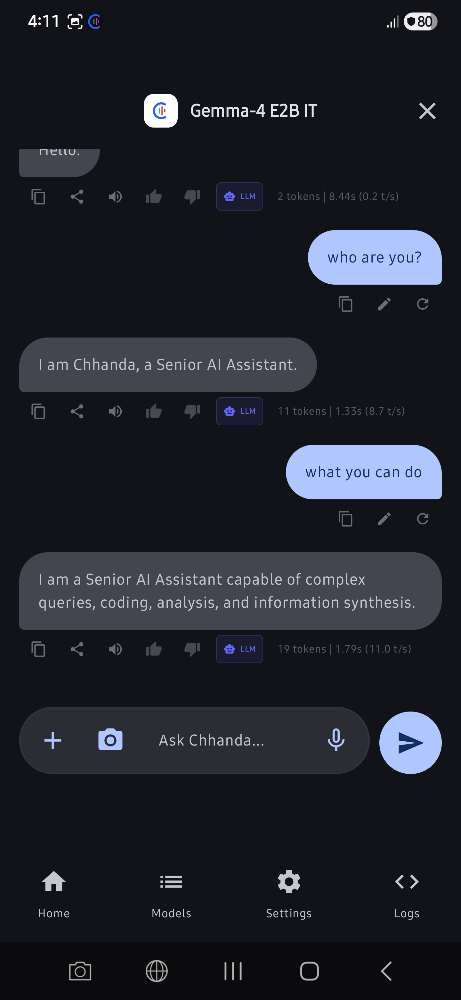 4:11
80
Gemma-4 E2B IT
Hello.
LLM 2 tokens | 8.44s (0.2 t/s)
who are you?
I am Chhanda, a Senior AI Assistant.
LLM 11 tokens | 1.33s (8.7 t/s)
what you can do
I am a Senior AI Assistant capable of complex
queries, coding, analysis, and information synthesis.
LLM 19 tokens | 1.79s (11.0 t/s)
Ask Chhanda...
Home Models Settings Logs